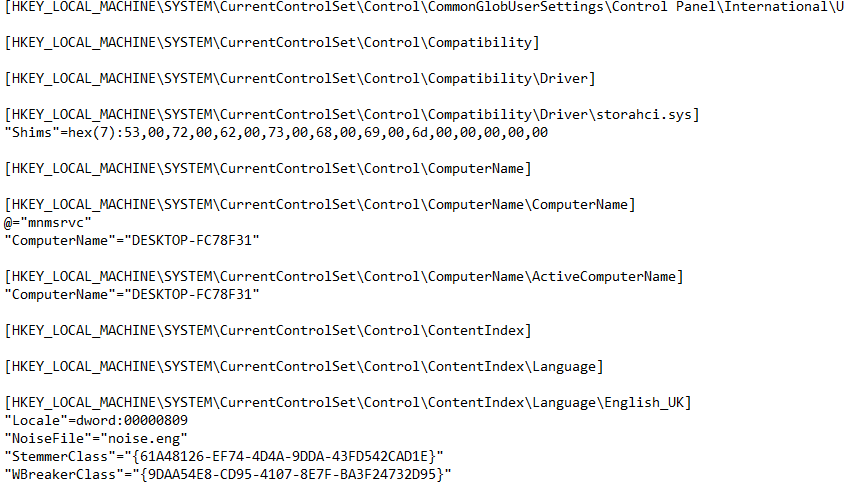 [HKEY_LOCAL_MACHINE\SYSTEM\CurrentControlSet\Control\CommonGlobUserSettings\Control Panel\International\U
[HKEY_LOCAL_MACHINE\SYSTEM\CurrentControlSet\Control\Compatibility]
[HKEY_LOCAL_MACHINE\SYSTEM\CurrentControlSet\Control\Compatibility\Driver]
[HKEY_LOCAL_MACHINE\SYSTEM\CurrentControlSet\Control\Compatibility\Driver\storahci.sys]
"Shims"=hex(7):53,00,72,00,62,00,73,00,68,00,69,00,6d,00,00,00,00,00
[HKEY_LOCAL_MACHINE\SYSTEM\CurrentControlSet\Control\ComputerName]
[HKEY_LOCAL_MACHINE\SYSTEM\CurrentControlSet\Control\ComputerName\ComputerName]
@="mnmsrvc"
"ComputerName"="DESKTOP-FC78F31"
[HKEY_LOCAL_MACHINE\SYSTEM\CurrentControlSet\Control\ComputerName\ActiveComputerName]
"ComputerName"="DESKTOP-FC78F31"
[HKEY_LOCAL_MACHINE\SYSTEM\CurrentControlSet\Control\ContentIndex]
[HKEY_LOCAL_MACHINE\SYSTEM\CurrentControlSet\Control\ContentIndex\Language]
[HKEY_LOCAL_MACHINE\SYSTEM\CurrentControlSet\Control\ContentIndex\Language\English_UK]
"Locale"=dword:00000809
"NoiseFile"="noise.eng"
"StemmerClass"="{61A48126-EF74-4D4A-9DDA-43FD542CAD1E}"
"WBreakerClass"="{9DAA54E8-CD95-4107-8E7F-BA3F24732D95}"